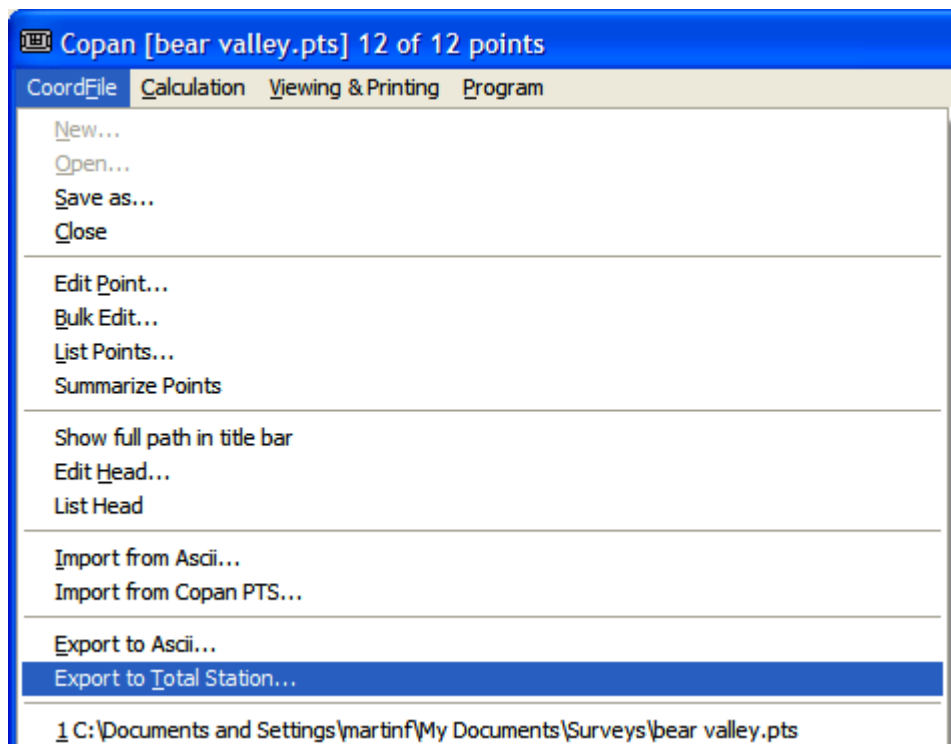 Copan [bear valley.pts] 12 of 12 points
CoordFile Calculation Viewing & Printing Program
New...
Open...
Save as...
Close
Edit Point...
Bulk Edit...
List Points...
Summarize Points
Show full path in title bar
Edit Head...
List Head
Import from Ascii...
Import from Copan PTS...
Export to Ascii...
Export to Total Station...
1 C:\Documents and Settings\martinf\My Documents\Surveys\bear valley.pts